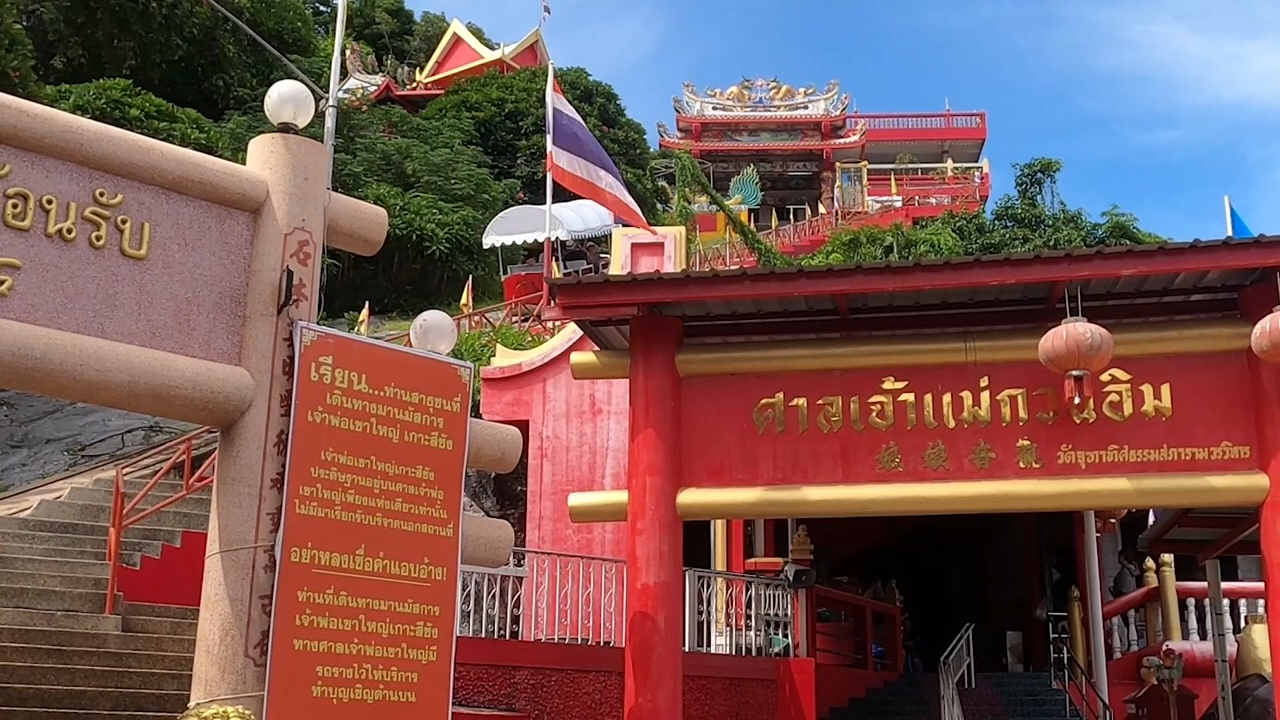 ้อนรับ
เรียน...ท่านสาธุชนที่
เดินทางมานมัสการ
เจ้าพ่อเขาใหญ่ เกาะสีชัง
เจ้าพ่อเขาใหญ่เกาะสีชัง
ประดิษฐานอยู่บนศาลเจ้าพ่อ
เขาใหญ่เพียงแห่งเดียวเท่านั้น
ไม่มีมาเรียกรับบริจาคนอกสถานที่
อย่าหลงเชื่อคำแอบอ้าง!
ท่านที่เดินทางมานมัสการ
เจ้าพ่อเขาใหญ่เกาะสีชัง
ทางศาลเจ้าพ่อเขาใหญ่มี
รถรางไว้ให้บริการ
ทำบุญเชิญด้านบน
ศาลเจ้าแม่กวนอิม
娘娘音觀 วัดจุฑาทิศธรรมสภารามวรวิหาร